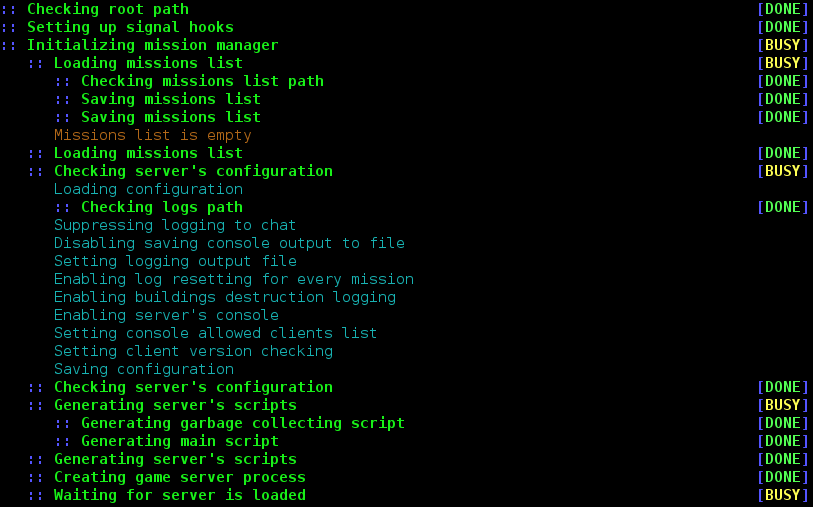 :: Checking root path [DONE]
:: Setting up signal hooks [DONE]
:: Initializing mission manager [BUSY]
:: Loading missions list [BUSY]
:: Checking missions list path [DONE]
:: Saving missions list [DONE]
:: Saving missions list [DONE]
Missions list is empty
:: Loading missions list [DONE]
:: Checking server's configuration [BUSY]
Loading configuration
:: Checking logs path [DONE]
Suppressing logging to chat
Disabling saving console output to file
Setting logging output file
Enabling log resetting for every mission
Enabling buildings destruction logging
Enabling server's console
Setting console allowed clients list
Setting client version checking
Saving configuration
:: Checking server's configuration [DONE]
:: Generating server's scripts [BUSY]
:: Generating garbage collecting script [DONE]
:: Generating main script [DONE]
:: Generating server's scripts [DONE]
:: Creating game server process [DONE]
:: Waiting for server is loaded [BUSY]